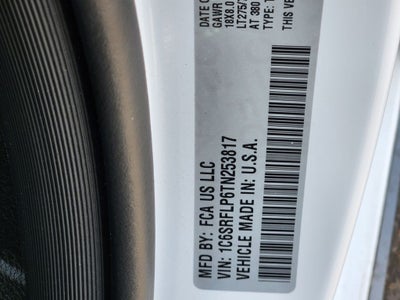 DATE O
GAWR
18X8.0
LT275/
AT 380
TYPE: T
THIS VE
MFD BY: FCA US LLC
VIN: 1C6SRFLP6TN253817
VEHICLE MADE IN: U.S.A.